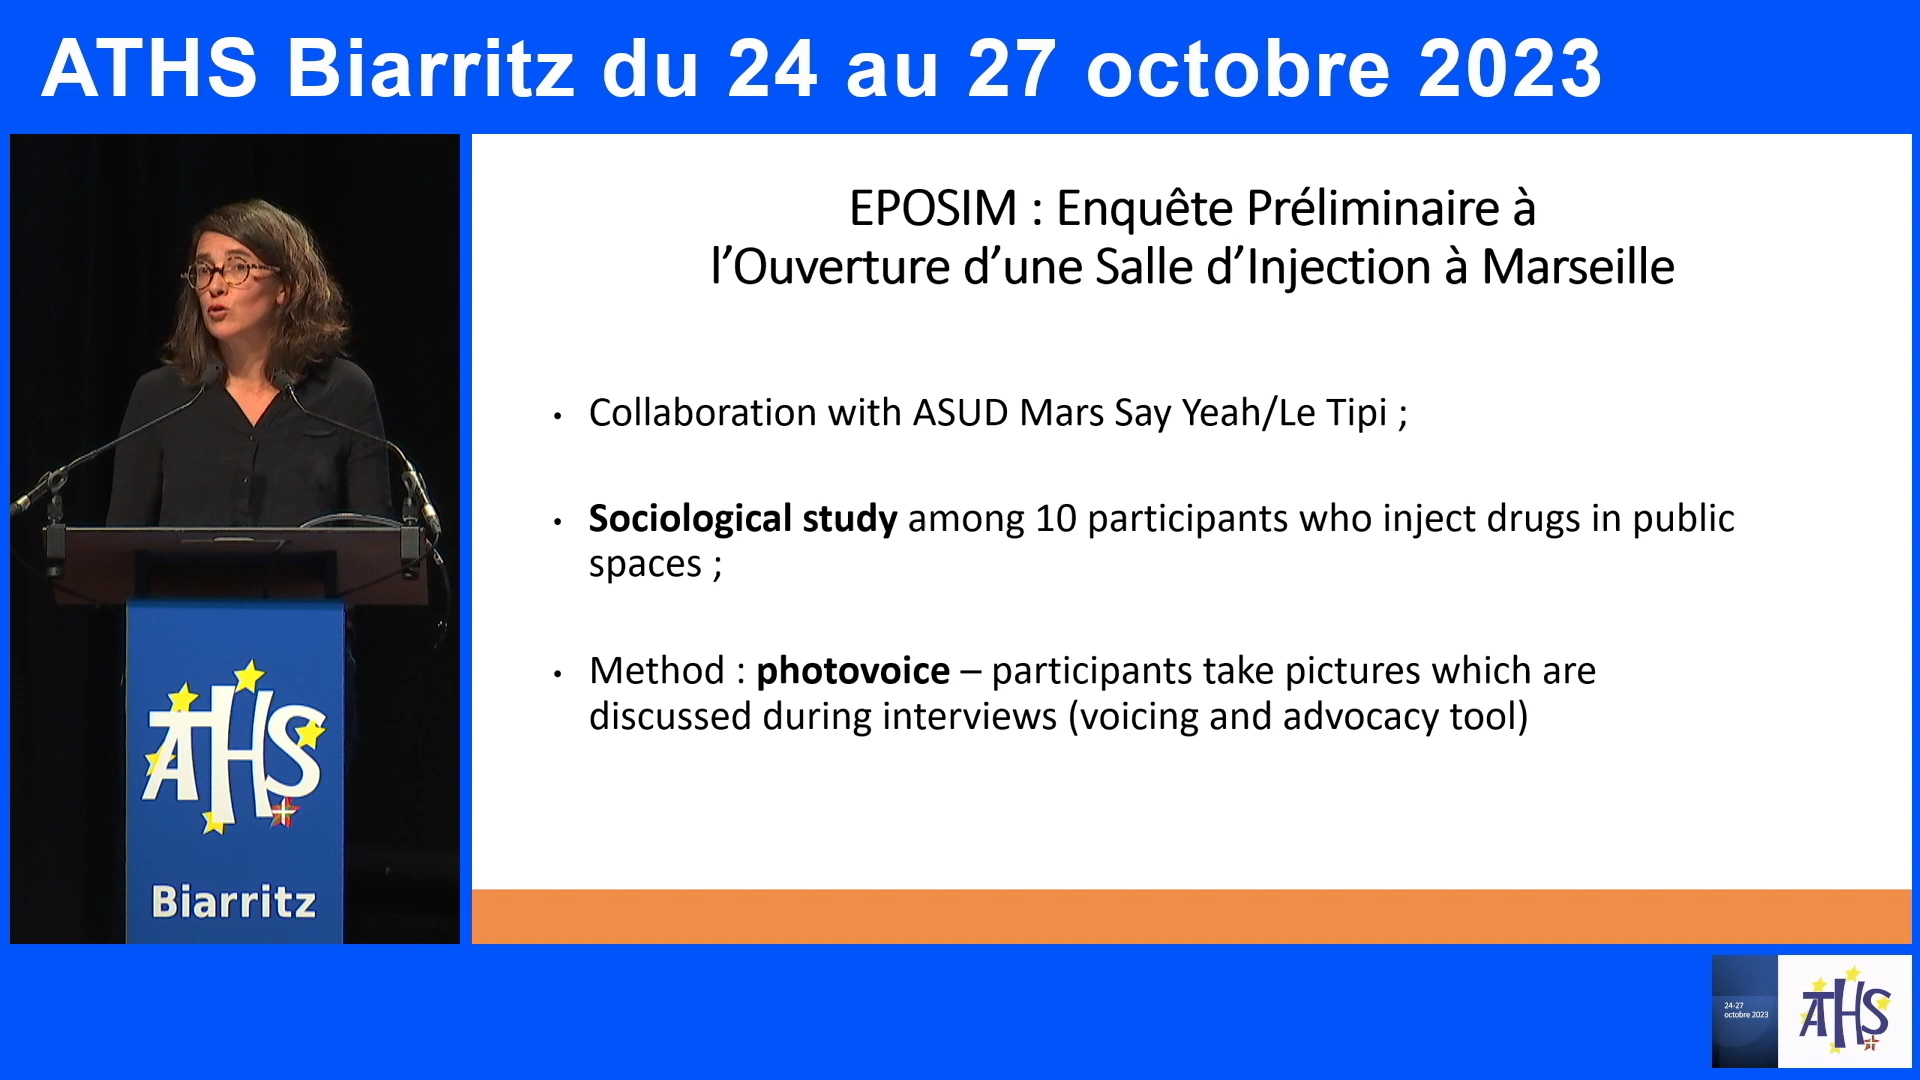 ATHS Biarritz du 24 au 27 octobre 2023
EPOSIM : Enquête Préliminaire à
l’Ouverture d’une Salle d’Injection à Marseille
• Collaboration with ASUD Mars Say Yeah/Le Tipi ;
• Sociological study among 10 participants who inject drugs in public
spaces ;
• Method : photovoice – participants take pictures which are
discussed during interviews (voicing and advocacy tool)
ATHS
Biarritz
24-27
octobre 2023
ATHS